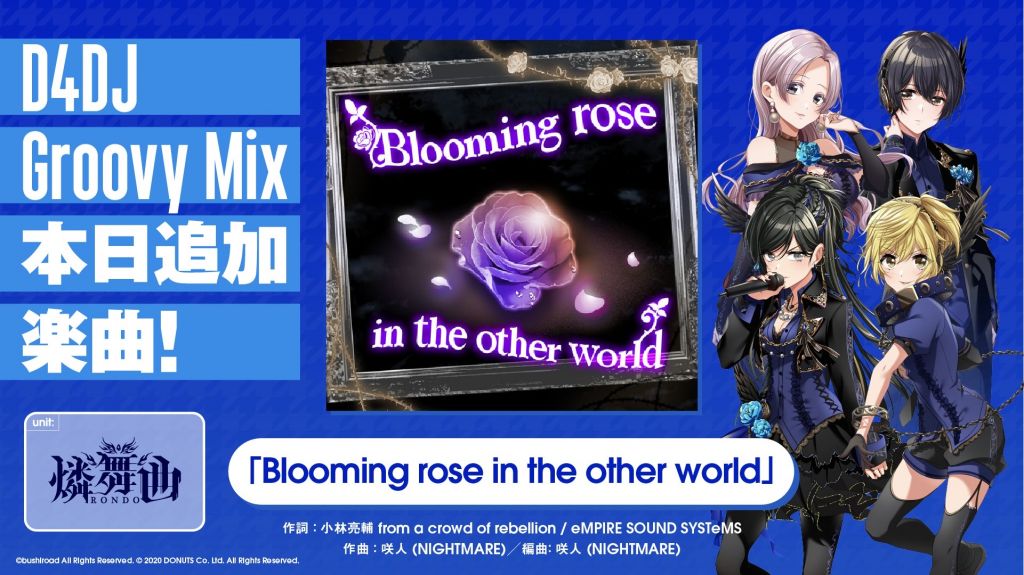 D4DJ
Groovy Mix
本日追加
楽曲!
Blooming rose
in the other world
unit:
燐舞曲
RONDO
「Blooming rose in the other world」
作詞:小林亮輔 from a crowd of rebellion / eMPIRE SOUND SYSTeMS
作曲:咲人 (NIGHTMARE)/編曲:咲人 (NIGHTMARE)
©bushiroad All Rights Reserved. © 2020 DONUTS Co. Ltd. All Rights Reserved.